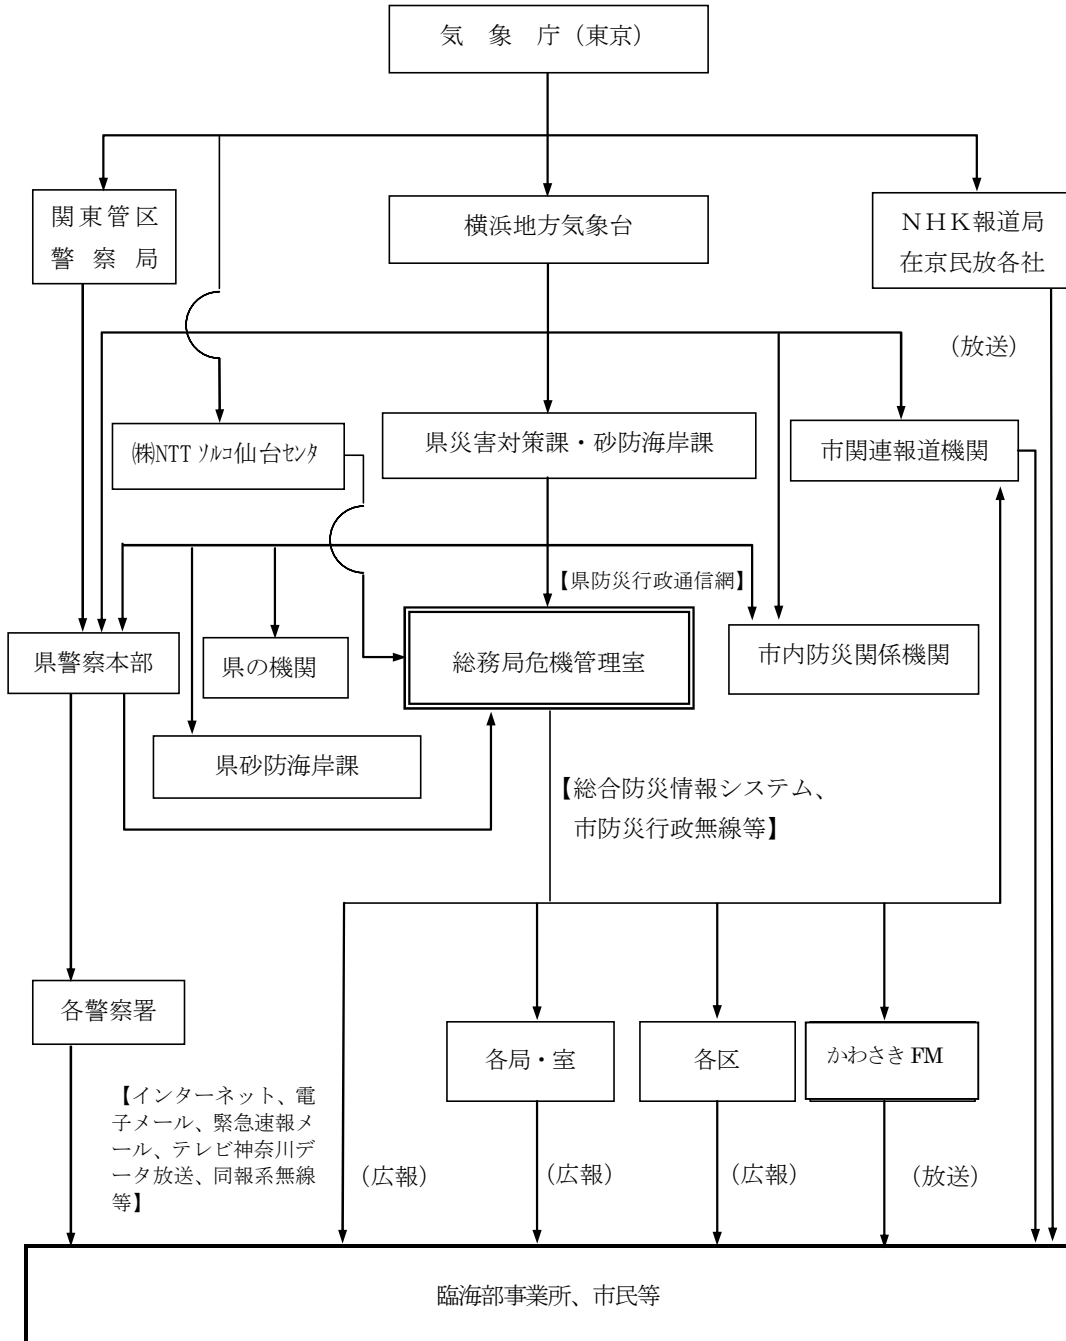 気　象　庁（東京）
関東管区
警　察　局
横浜地方気象台
ＮＨＫ報道局
在京民放各社
（放送）
㈱NTT ソルコ仙台センタ
県災害対策課・砂防海岸課
市関連報道機関
【県防災行政通信網】
県警察本部
県の機関
総務局危機管理室
市内防災関係機関
県砂防海岸課
【総合防災情報システム、
市防災行政無線等】
各警察署
各局・室
各区
かわさき FM
【インターネット、電
子メール、緊急速報メ
ール、テレビ神奈川デ
ータ放送、同報系無線
等】
（広報）
（広報）
（広報）
（放送）
臨海部事業所、市民等